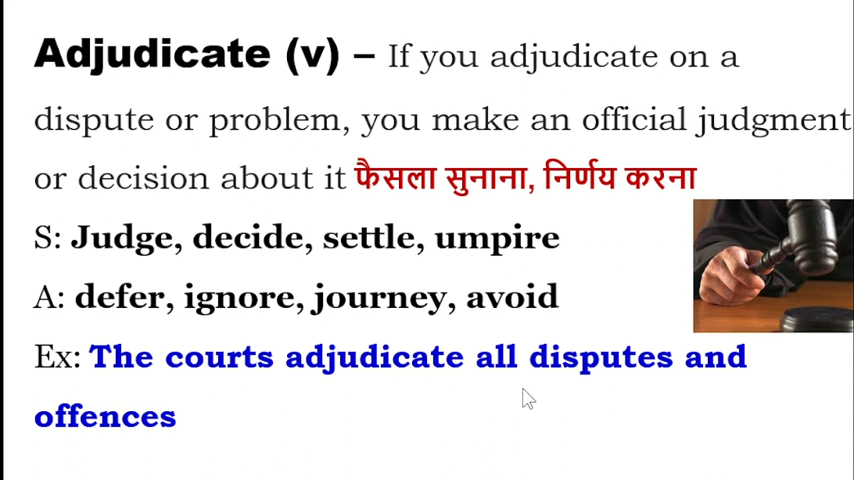 Adjudicate (v) – If you adjudicate on a
dispute or problem, you make an official judgment
or decision about it फैसला सुनाना, निर्णय करना
S: Judge, decide, settle, umpire
A: defer, ignore, journey, avoid
Ex: The courts adjudicate all disputes and
offences